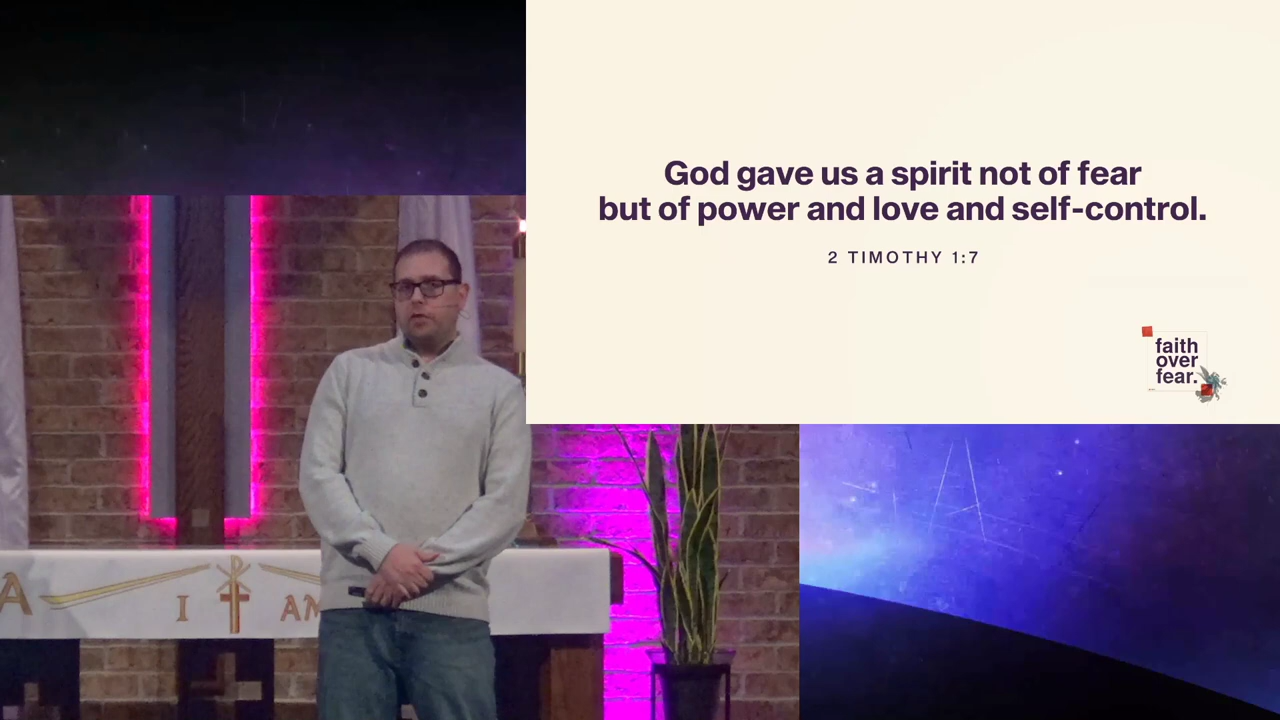 God gave us a spirit not of fear
but of power and love and self-control.
2 TIMOTHY 1:7
faith
over
fear.
A I AM